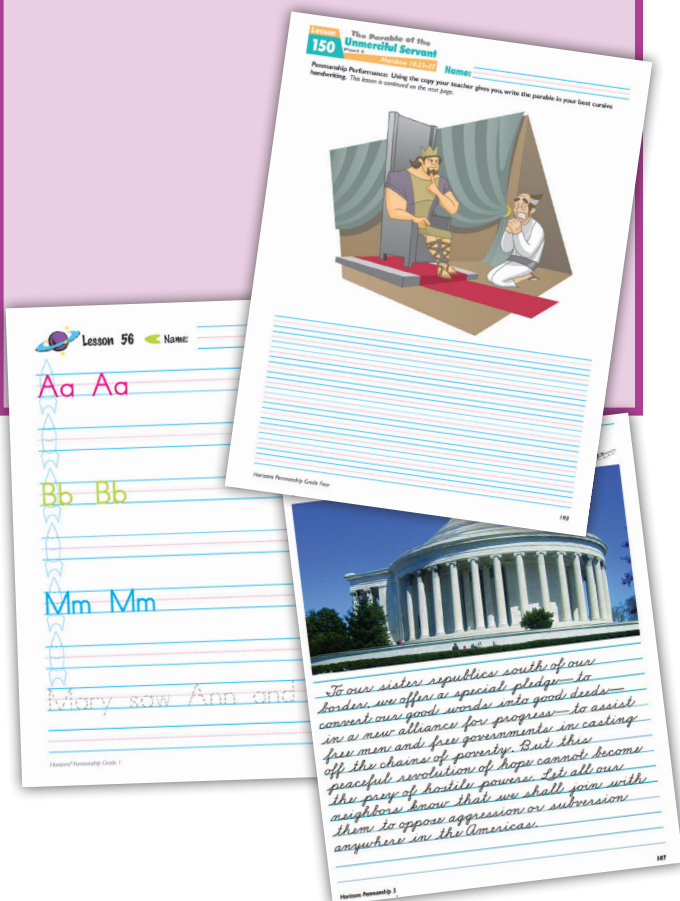 Lesson
150
The Parable of the
Unmerciful Servant
Part 2
Matthew 18:23–27
Name:
Penmanship Performance: Using the copy your teacher gives you, write the parable in your best cursive
handwriting. This lesson is continued on the next page.
Horizons Penmanship Grade Four
193
Lesson 56
Name:
Aa Aa
Bb Bb
Mm Mm
Mary saw Ann and
Horizons Penmanship Grade 1
To our sister republics south of our
border, we offer a special pledge—to
convert our good words into good deeds—
in a new alliance for progress—to assist
free men and free governments in casting
off the chains of poverty. But this
peaceful revolution of hope cannot become
the prey of hostile powers. Let all our
neighbors know that we shall join with
them to oppose aggression or subversion
anywhere in the Americas.
107
Horizons Penmanship 5